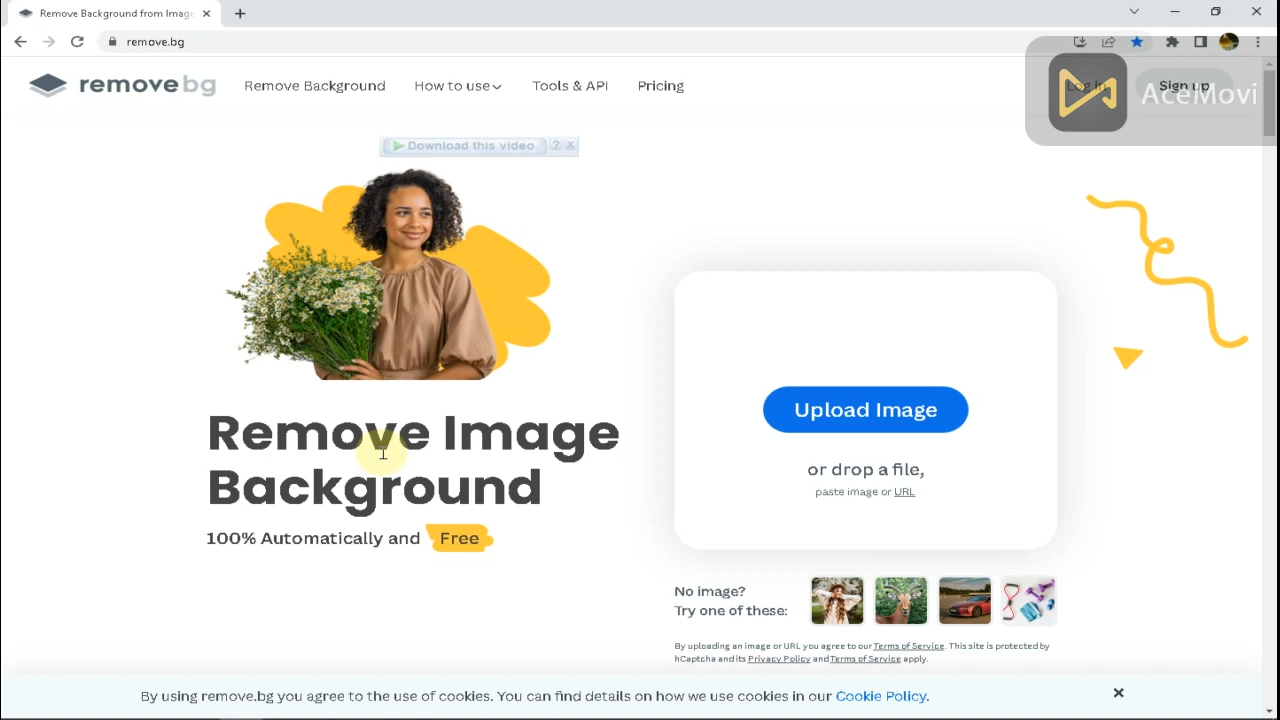 Remove Background from Image
remove.bg
removebg
Remove Background
How to use
Tools & API
Pricing
Log in
Sign up
AceMovi
Download this video
?
Remove Image
Background
100% Automatically and Free
Upload Image
or drop a file,
paste image or URL
No image?
Try one of these:
By uploading an image or URL you agree to our Terms of Service. This site is protected by
hCaptcha and its Privacy Policy and Terms of Service apply.
By using remove.bg you agree to the use of cookies. You can find details on how we use cookies in our Cookie Policy.